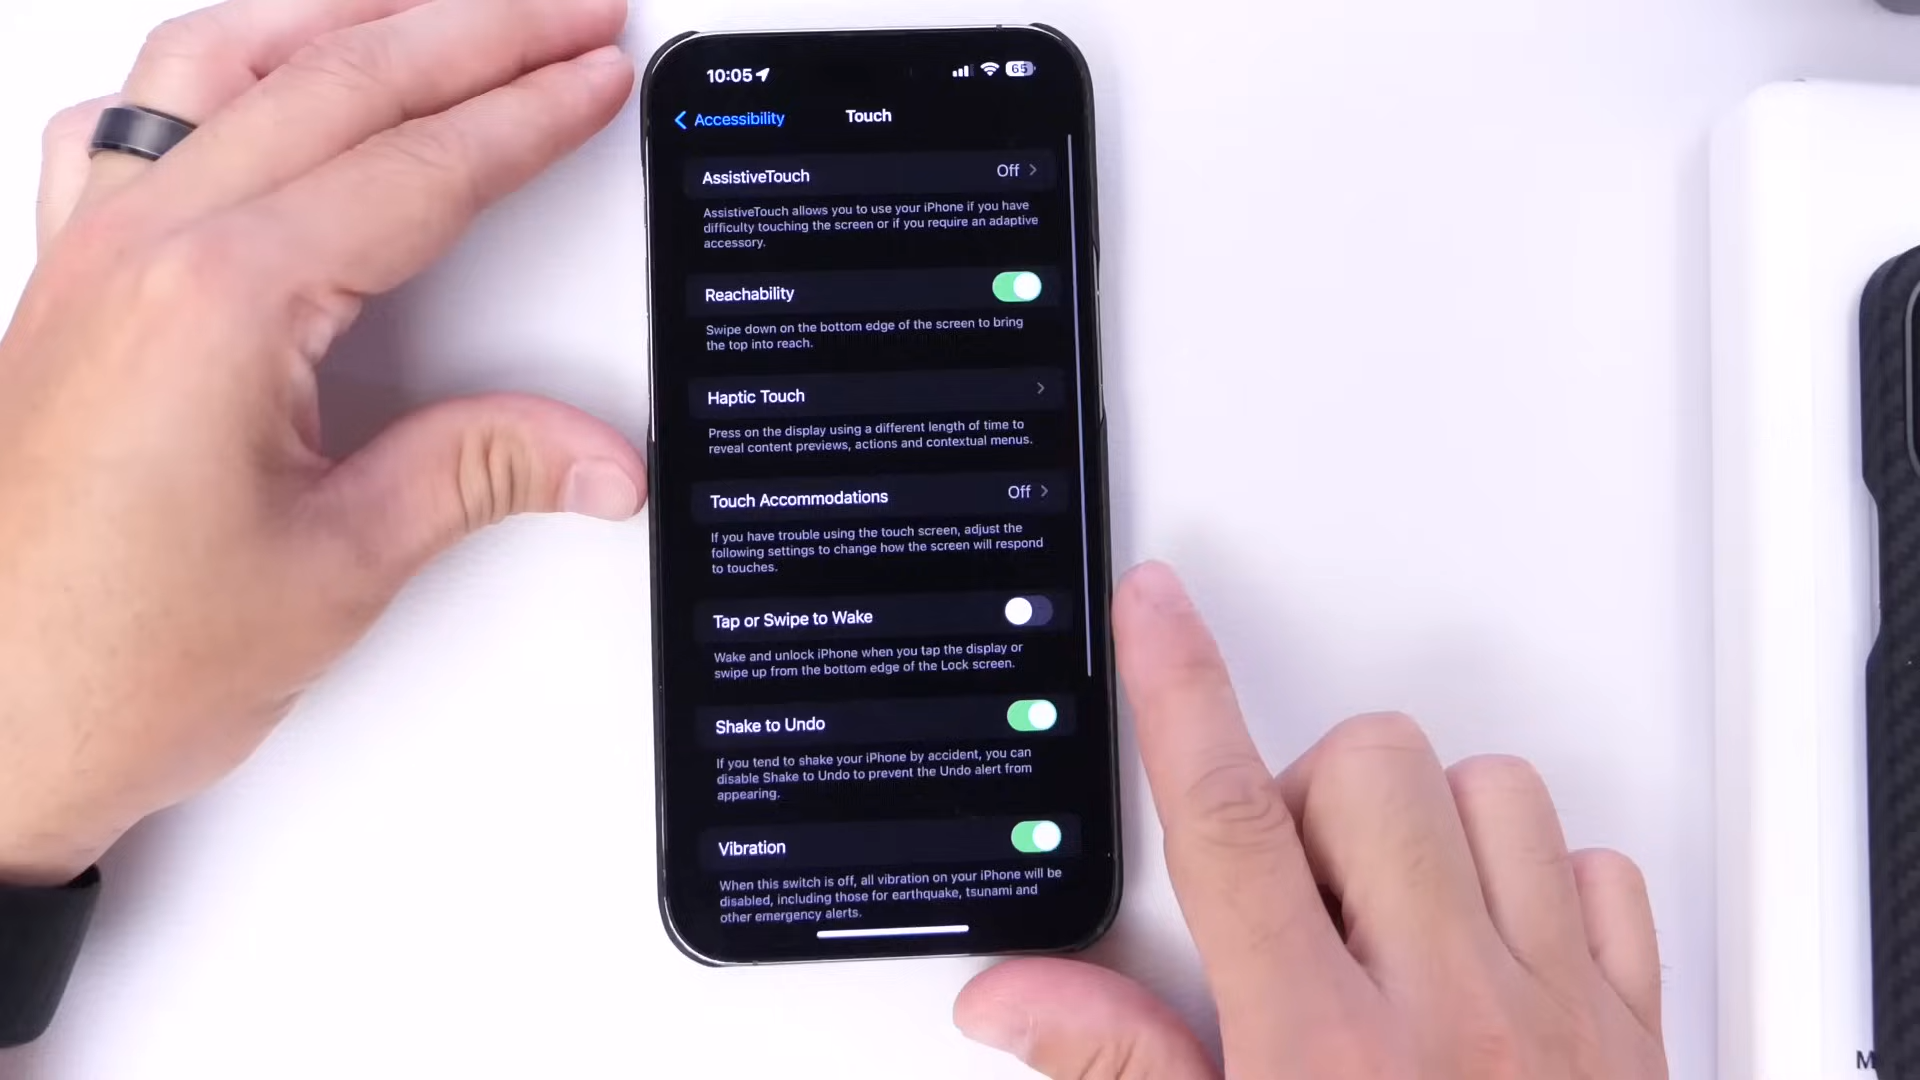 10:05
65
Accessibility
Touch
AssistiveTouch
Off
AssistiveTouch allows you to use your iPhone if you have
difficulty touching the screen or if you require an adaptive
accessory.
Reachability
Swipe down on the bottom edge of the screen to bring
the top into reach.
Haptic Touch
Press on the display using a different length of time to
reveal content previews, actions and contextual menus.
Touch Accommodations
Off
If you have trouble using the touch screen, adjust the
following settings to change how the screen will respond
to touches.
Tap or Swipe to Wake
Wake and unlock iPhone when you tap the display or
swipe up from the bottom edge of the Lock screen.
Shake to Undo
If you tend to shake your iPhone by accident, you can
disable Shake to Undo to prevent the Undo alert from
appearing.
Vibration
When this switch is off, all vibration on your iPhone will be
disabled, including those for earthquake, tsunami and
other emergency alerts.